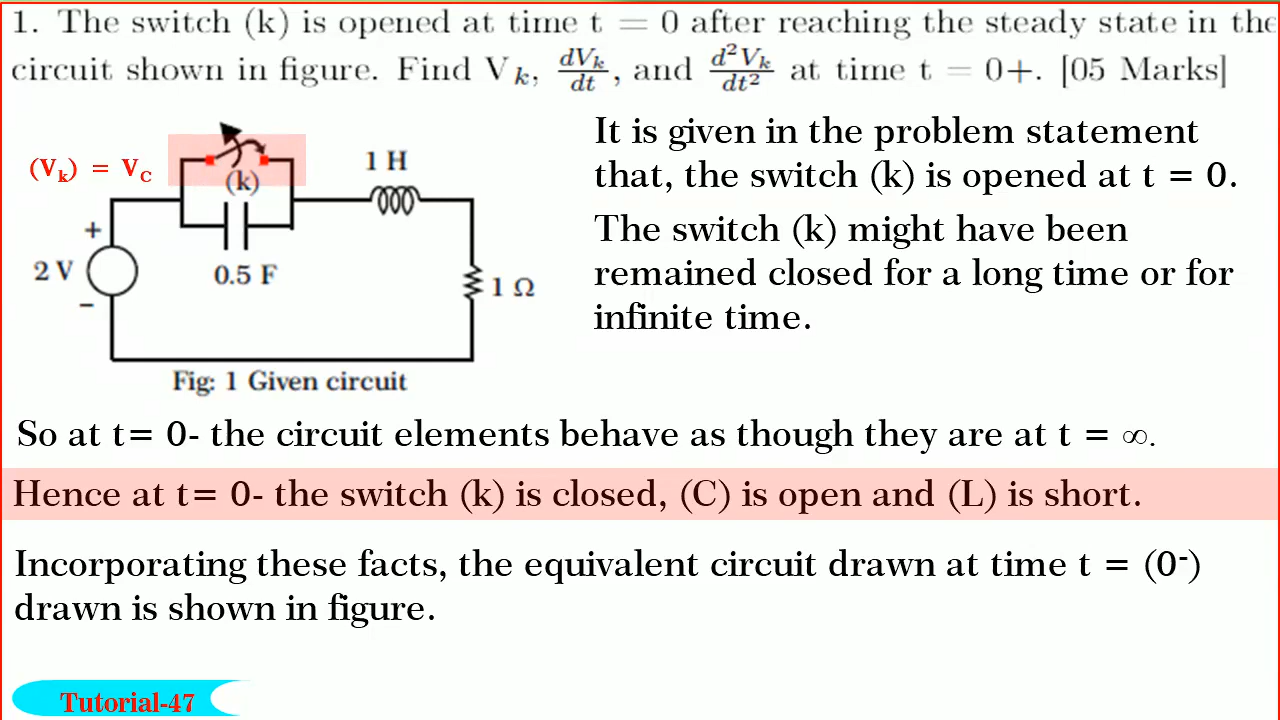 1. The switch (k) is opened at time t = 0 after reaching the steady state in the
circuit shown in figure. Find V_k, dV_k/dt, and d²V_k/dt² at time t = 0+. [05 Marks]
It is given in the problem statement
that, the switch (k) is opened at t = 0.
The switch (k) might have been
remained closed for a long time or for
infinite time.
(V_k) = V_C
(k)
1 H
+
2 V
−
0.5 F
1 Ω
Fig: 1 Given circuit
So at t= 0- the circuit elements behave as though they are at t = ∞.
Hence at t= 0- the switch (k) is closed, (C) is open and (L) is short.
Incorporating these facts, the equivalent circuit drawn at time t = (0⁻)
drawn is shown in figure.
Tutorial-47